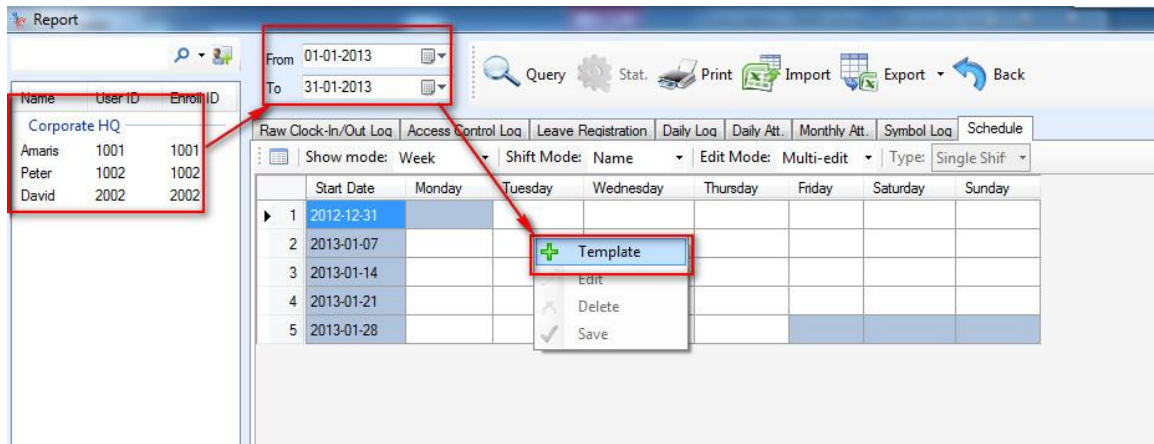 Report
From 01-01-2013
To 31-01-2013
Query Stat. Print Import Export Back
Name User ID Enroll ID
Corporate HQ
Amaris 1001 1001
Peter 1002 1002
David 2002 2002
Raw Clock-In/Out Log Access Control Log Leave Registration Daily Log Daily Att. Monthly Att. Symbol Log Schedule
Show mode: Week Shift Mode: Name Edit Mode: Multi-edit Type: Single Shif
Start Date Monday Tuesday Wednesday Thursday Friday Saturday Sunday
1 2012-12-31
2 2013-01-07
3 2013-01-14
4 2013-01-21
5 2013-01-28
Template
Edit
Delete
Save